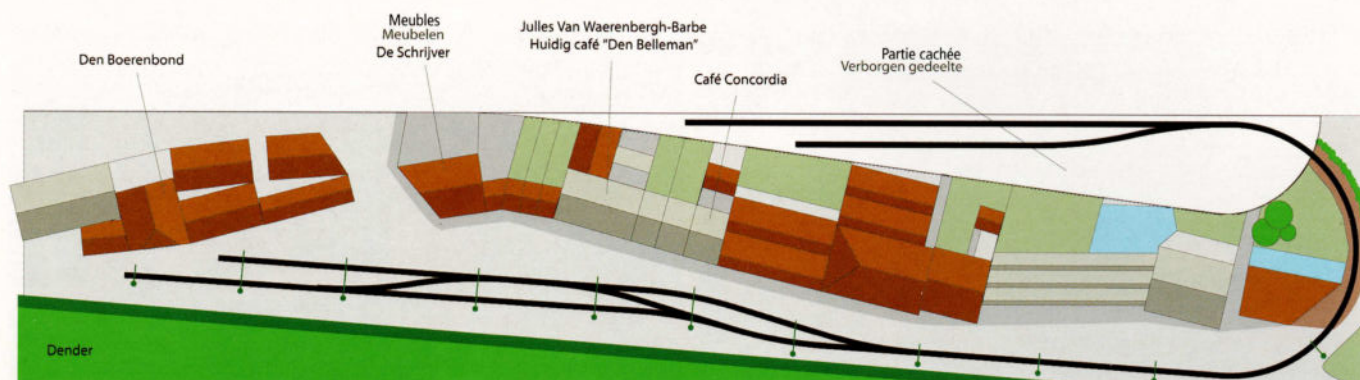 Den Boerenbond
Meubles
Meubelen
De Schrijver
Julles Van Waerenbergh-Barbe
Huidig café "Den Belleman"
Café Concordia
Partie cachée
Verborgen gedeelte
Dender